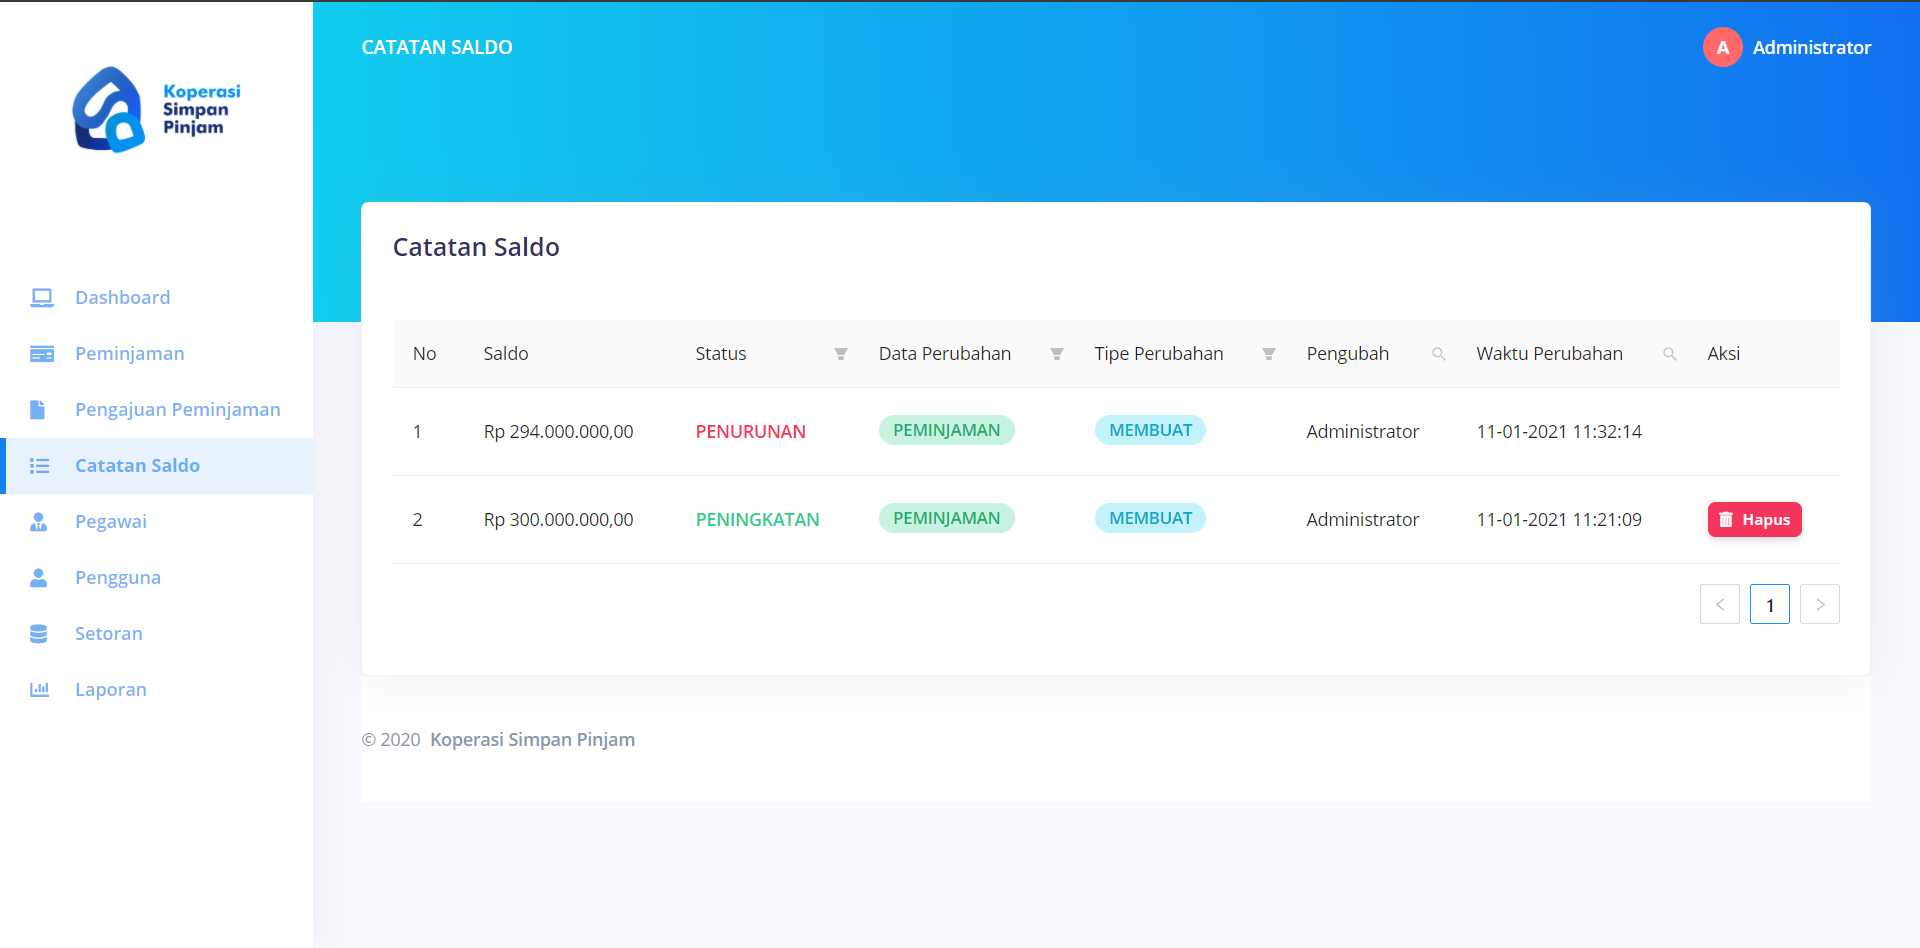 CATATAN SALDO
A Administrator
Koperasi
Simpan
Pinjam
Dashboard
Peminjaman
Pengajuan Peminjaman
Catatan Saldo
Pegawai
Pengguna
Setoran
Laporan
Catatan Saldo
No Saldo Status Data Perubahan Tipe Perubahan Pengubah Waktu Perubahan Aksi
1 Rp 294.000.000,00 PENURUNAN PEMINJAMAN MEMBUAT Administrator 11-01-2021 11:32:14
2 Rp 300.000.000,00 PENINGKATAN PEMINJAMAN MEMBUAT Administrator 11-01-2021 11:21:09 Hapus
< 1 >
© 2020 Koperasi Simpan Pinjam